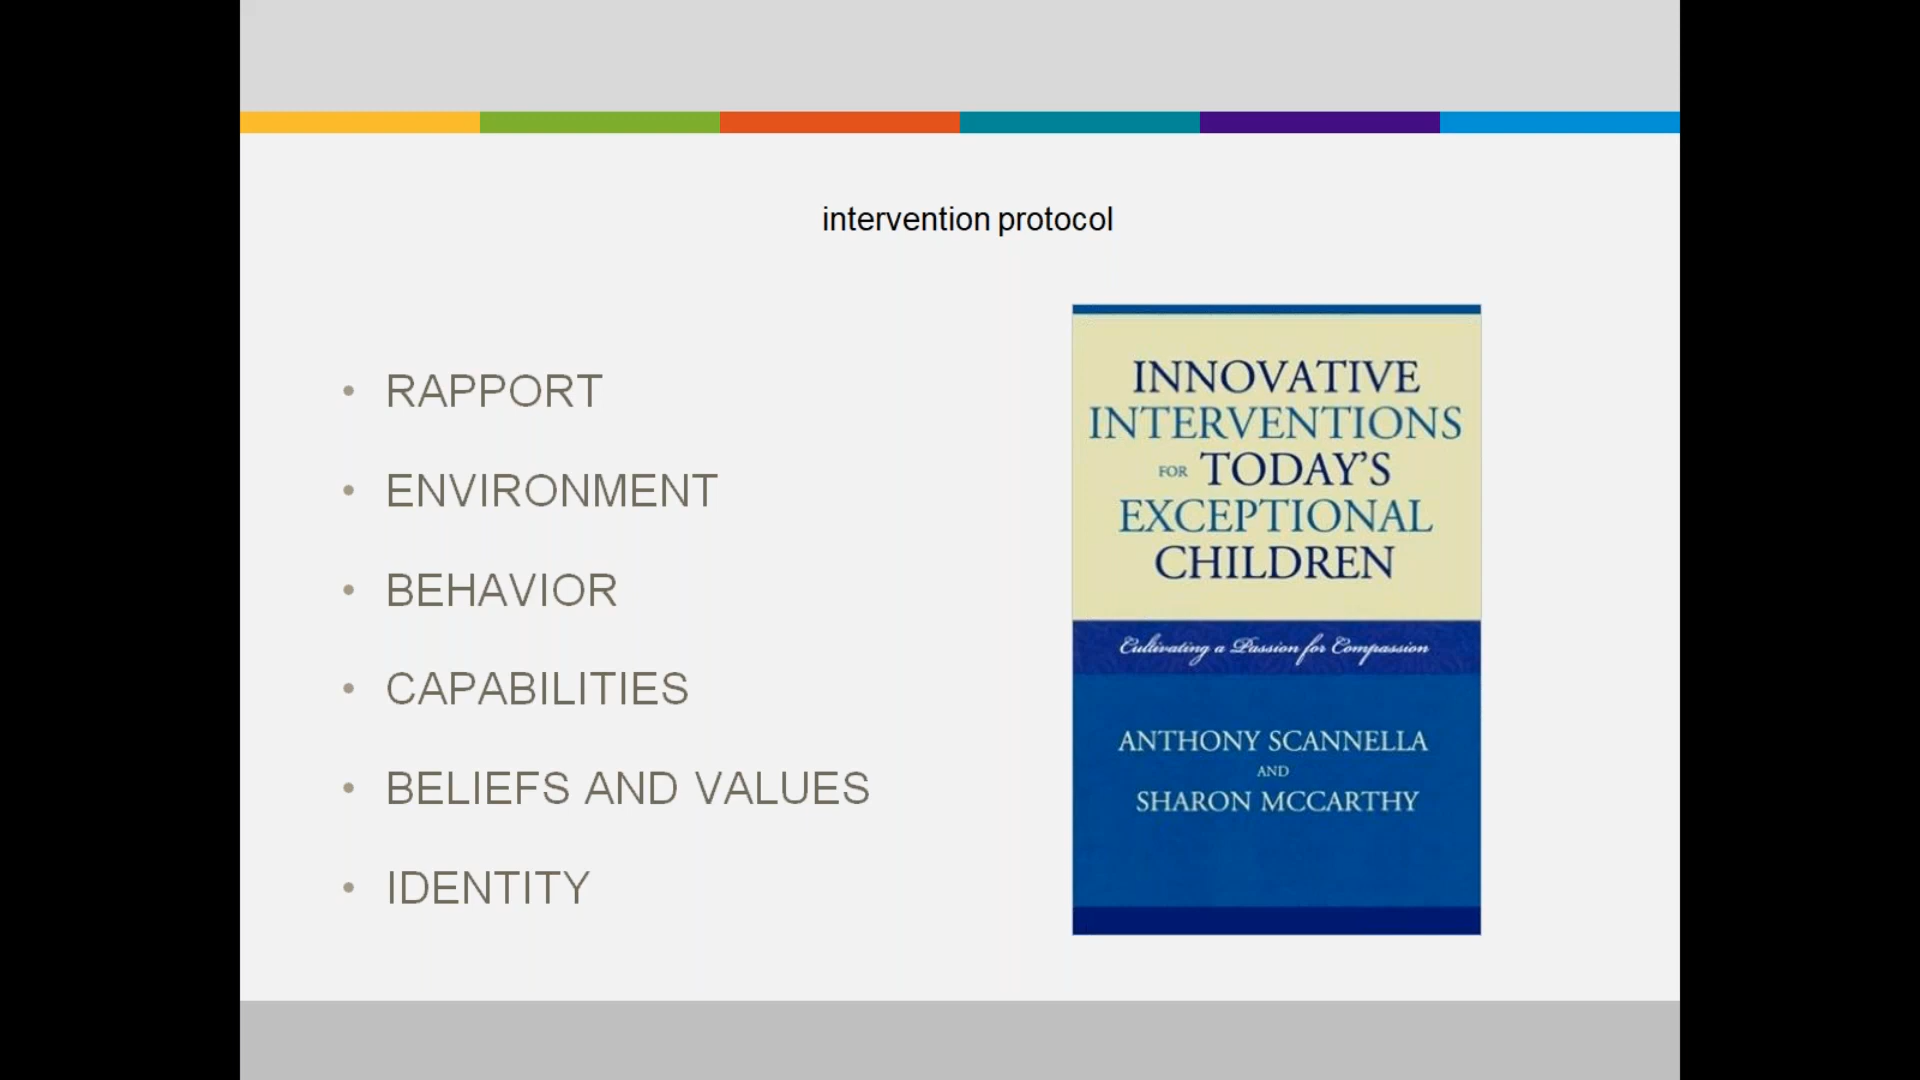 intervention protocol
• RAPPORT
• ENVIRONMENT
• BEHAVIOR
• CAPABILITIES
• BELIEFS AND VALUES
• IDENTITY
INNOVATIVE
INTERVENTIONS
FOR TODAY'S
EXCEPTIONAL
CHILDREN
Cultivating a Passion for Compassion
ANTHONY SCANNELLA
AND
SHARON MCCARTHY